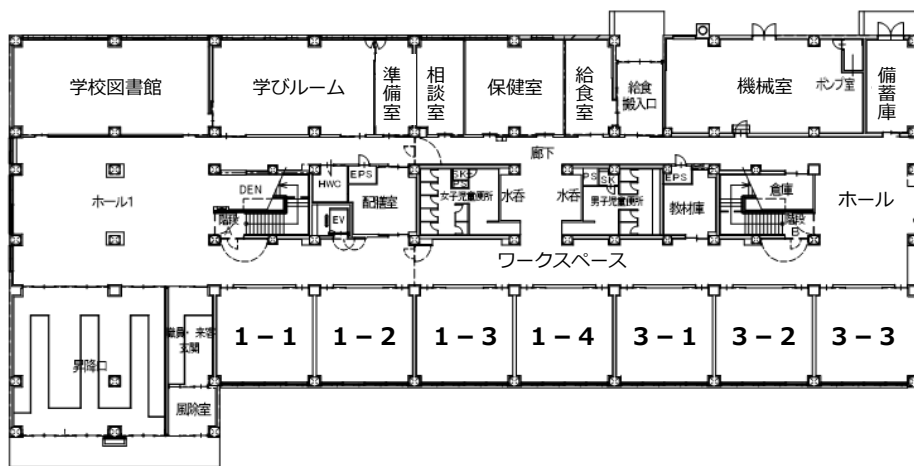 学校図書館
学びルーム
準備室
相談室
保健室
給食室
給食
搬入口
機械室
ポンプ室
備蓄庫
廊下
ホール1
DEN
階段
A
HWC
EPS
EV
配膳室
SK
PS
女子児童便所
水呑
水呑
PS
SK
男子児童便所
EPS
教材庫
倉庫
階段
B
ホール
ワークスペース
昇降口
職員・来客
玄関
風除室
1-1
1-2
1-3
1-4
3-1
3-2
3-3